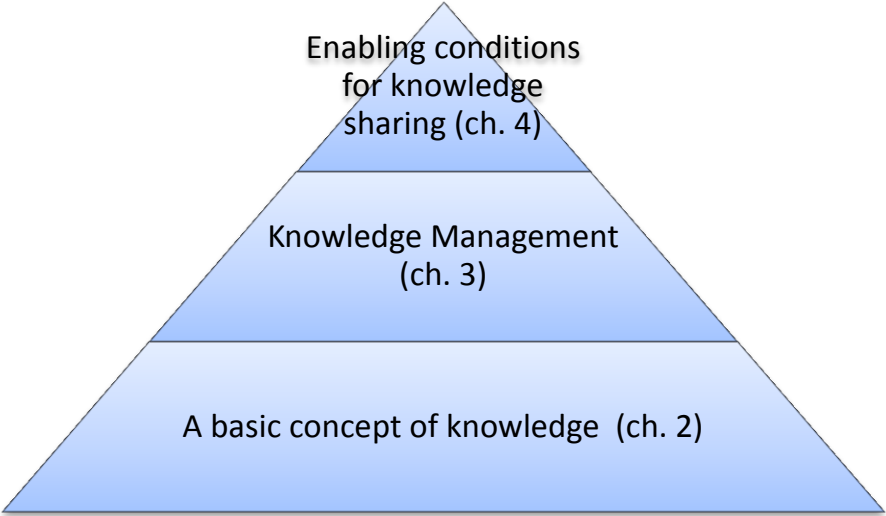 Enabling conditions
for knowledge
sharing (ch. 4)
Knowledge Management
(ch. 3)
A basic concept of knowledge  (ch. 2)